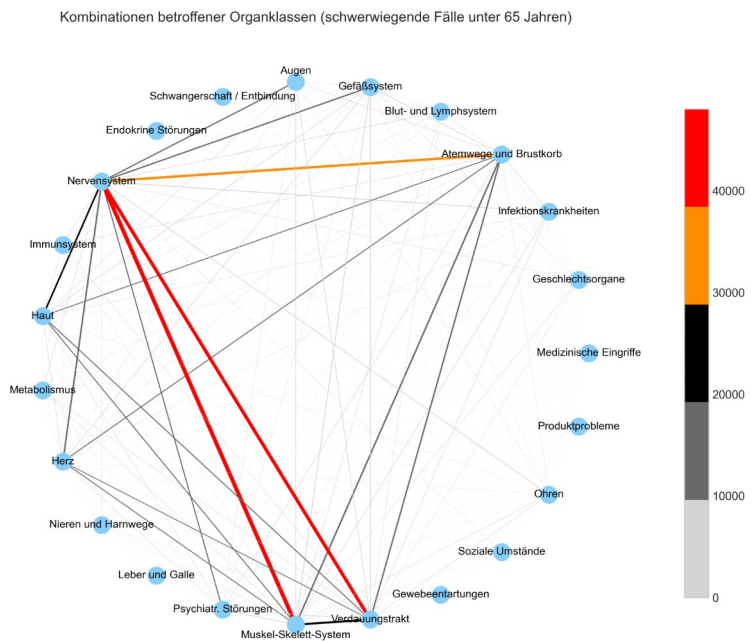 Kombinationen betroffener Organklassen (schwerwiegende Fälle unter 65 Jahren)
Augen
Gefäßsystem
Schwangerschaft / Entbindung
Blut- und Lymphsystem
Endokrine Störungen
Atemwege und Brustkorb
Nervensystem
Infektionskrankheiten
Immunsystem
Geschlechtsorgane
Haut
Medizinische Eingriffe
Metabolismus
Produktprobleme
Herz
Ohren
Nieren und Harnwege
Soziale Umstände
Leber und Galle
Gewebeentartungen
Psychiatr. Störungen
Verdauungstrakt
Muskel-Skelett-System
40000
30000
20000
10000
0